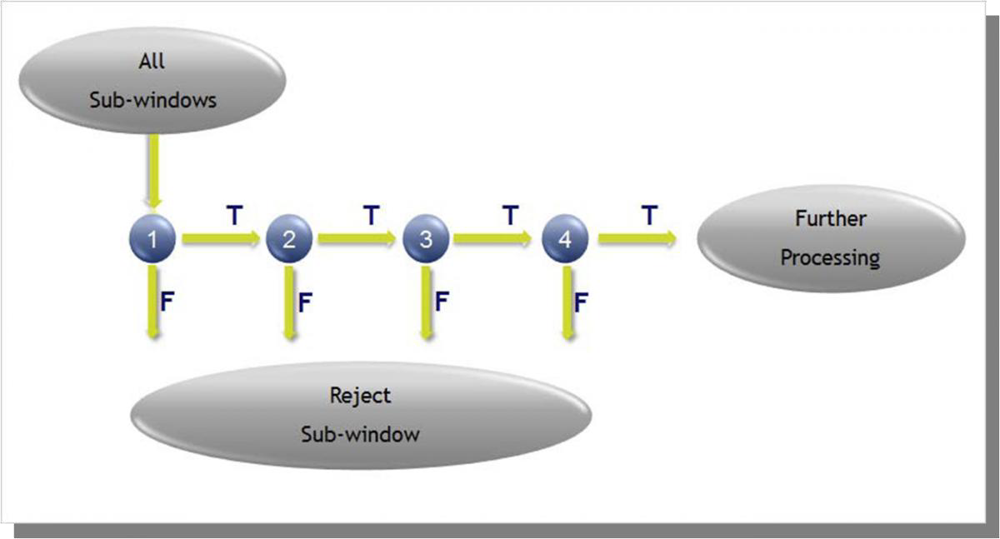 All
Sub-windows
T
T
T
T
1
2
3
4
Further
Processing
F
F
F
F
Reject
Sub-window